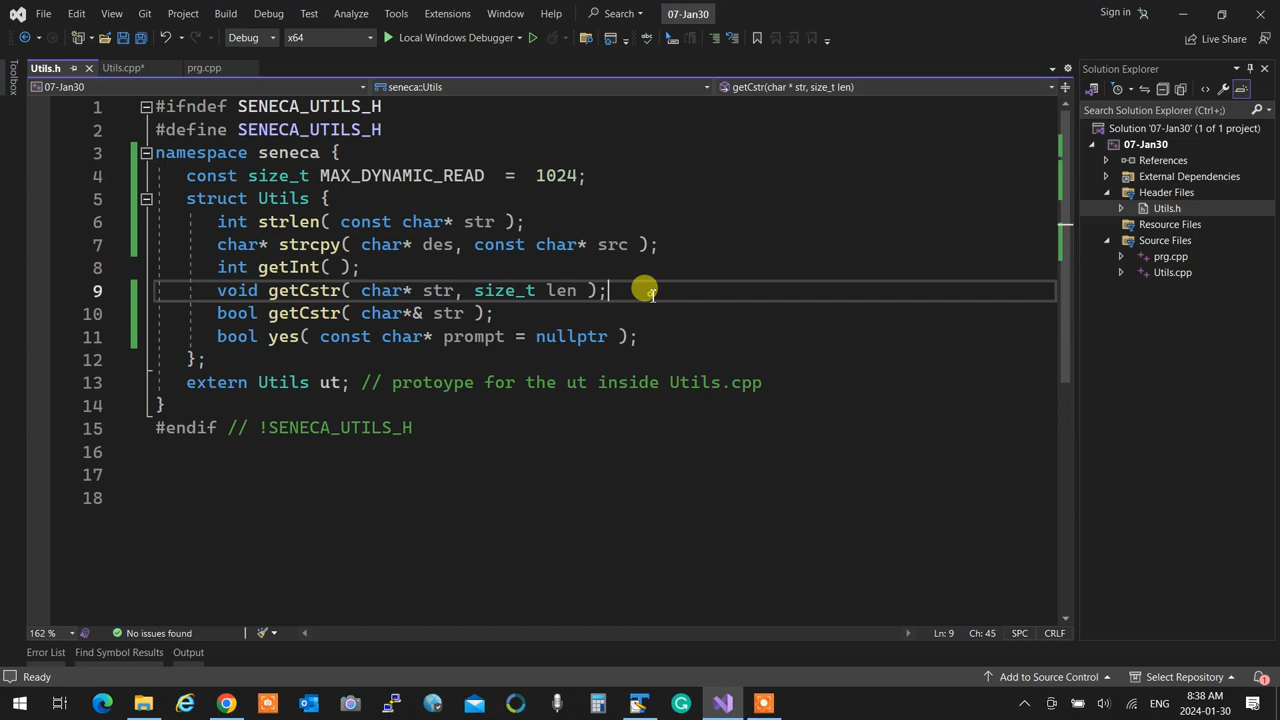 File Edit View Git Project Build Debug Test Analyze Tools Extensions Window Help Search 07-Jan30 Sign in
Debug x64 Local Windows Debugger Live Share
Toolbox
Utils.h Utils.cpp* prg.cpp
07-Jan30 seneca::Utils getCstr(char * str, size_t len)
1 #ifndef SENECA_UTILS_H
2 #define SENECA_UTILS_H
3 namespace seneca {
4 const size_t MAX_DYNAMIC_READ = 1024;
5 struct Utils {
6 int strlen( const char* str );
7 char* strcpy( char* des, const char* src );
8 int getInt( );
9 void getCstr( char* str, size_t len );
10 bool getCstr( char*& str );
11 bool yes( const char* prompt = nullptr );
12 };
13 extern Utils ut; // protoype for the ut inside Utils.cpp
14 }
15 #endif // !SENECA_UTILS_H
16
17
18
162 % No issues found Ln: 9 Ch: 45 SPC CRLF
Error List Find Symbol Results Output
Solution Explorer
Search Solution Explorer (Ctrl+;)
Solution '07-Jan30' (1 of 1 project)
07-Jan30
References
External Dependencies
Header Files
Utils.h
Resource Files
Source Files
prg.cpp
Utils.cpp
Ready Add to Source Control Select Repository 1
ENG 8:38 AM
2024-01-30